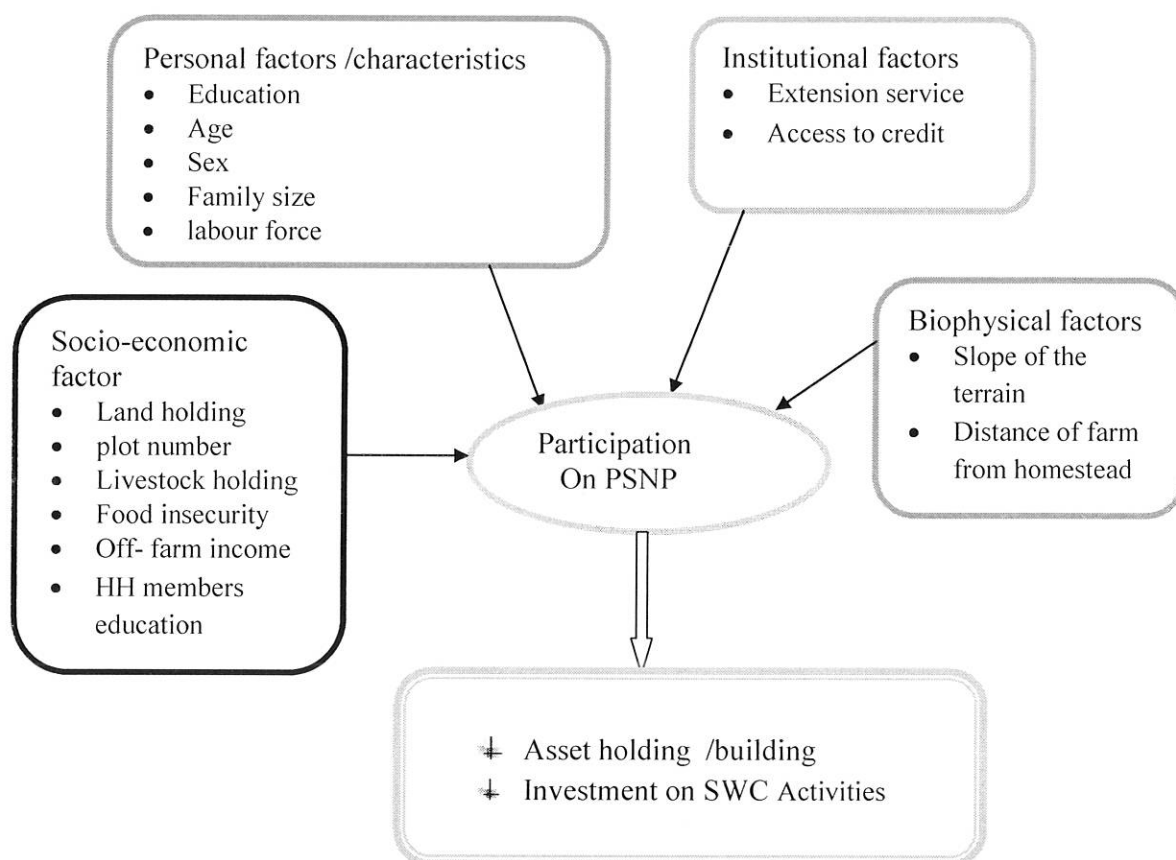 Personal factors /characteristics
• Education
• Age
• Sex
• Family size
• labour force
Institutional factors
• Extension service
• Access to credit
Socio-economic
factor
• Land holding
• plot number
• Livestock holding
• Food insecurity
• Off- farm income
• HH members
education
Biophysical factors
• Slope of the
terrain
• Distance of farm
from homestead
Participation
On PSNP
Asset holding /building
Investment on SWC Activities